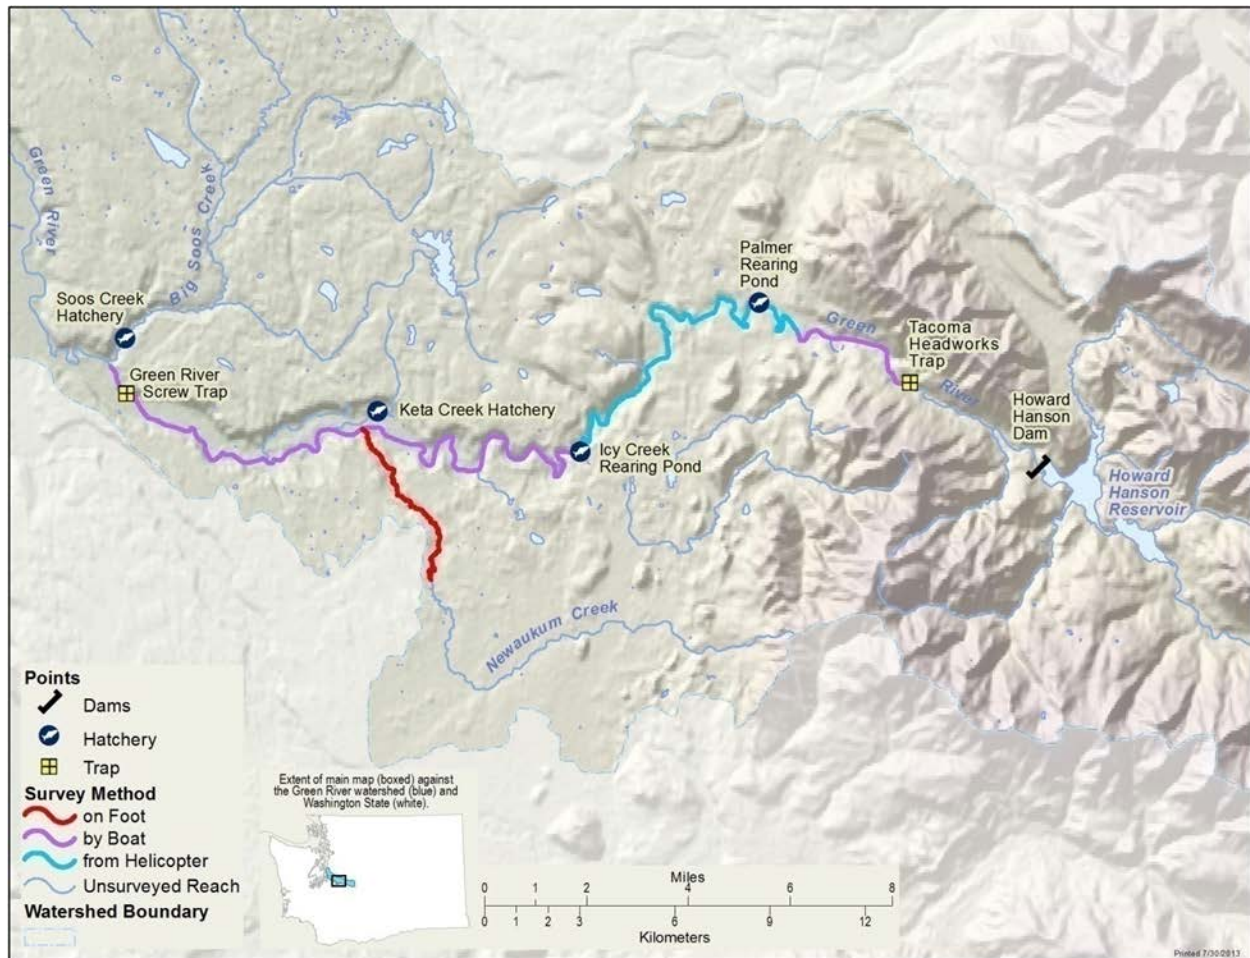 Green River
Big Soos Creek
Soos Creek
Hatchery
Green River
Screw Trap
Keta Creek Hatchery
Icy Creek
Rearing Pond
Palmer
Rearing
Pond
Green
River
Tacoma
Headworks
Trap
Howard
Hanson
Dam
Howard
Hanson
Reservoir
Newaukum Creek
Points
Dams
Hatchery
Trap
Survey Method
on Foot
by Boat
from Helicopter
Unsurveyed Reach
Watershed Boundary
Extent of main map (boxed) against
the Green River watershed (blue) and
Washington State (white).
Miles
0 1 2 4 6 8
0 1 2 3 6 9 12
Kilometers
Printed 7/30/2013